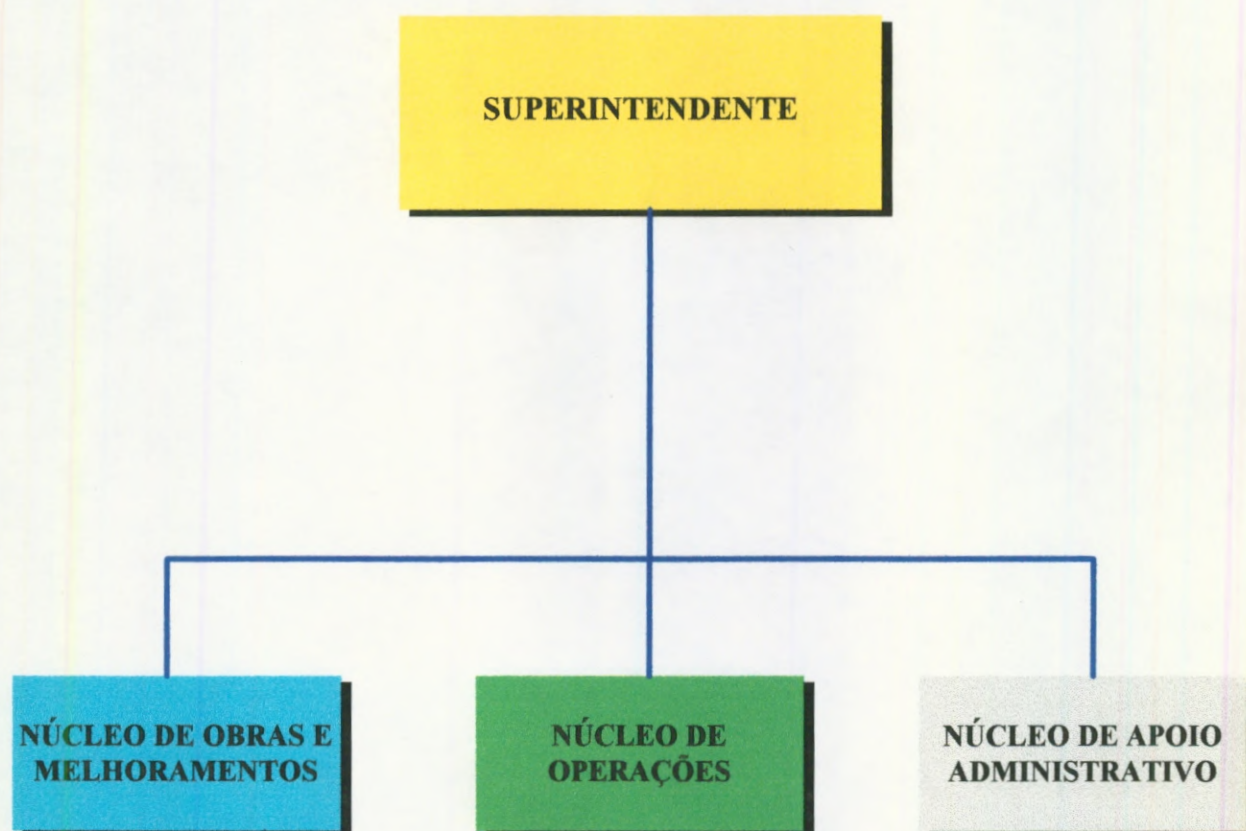 SUPERINTENDENTE
NÚCLEO DE OBRAS E
MELHORAMENTOS
NÚCLEO DE
OPERAÇÕES
NÚCLEO DE APOIO
ADMINISTRATIVO